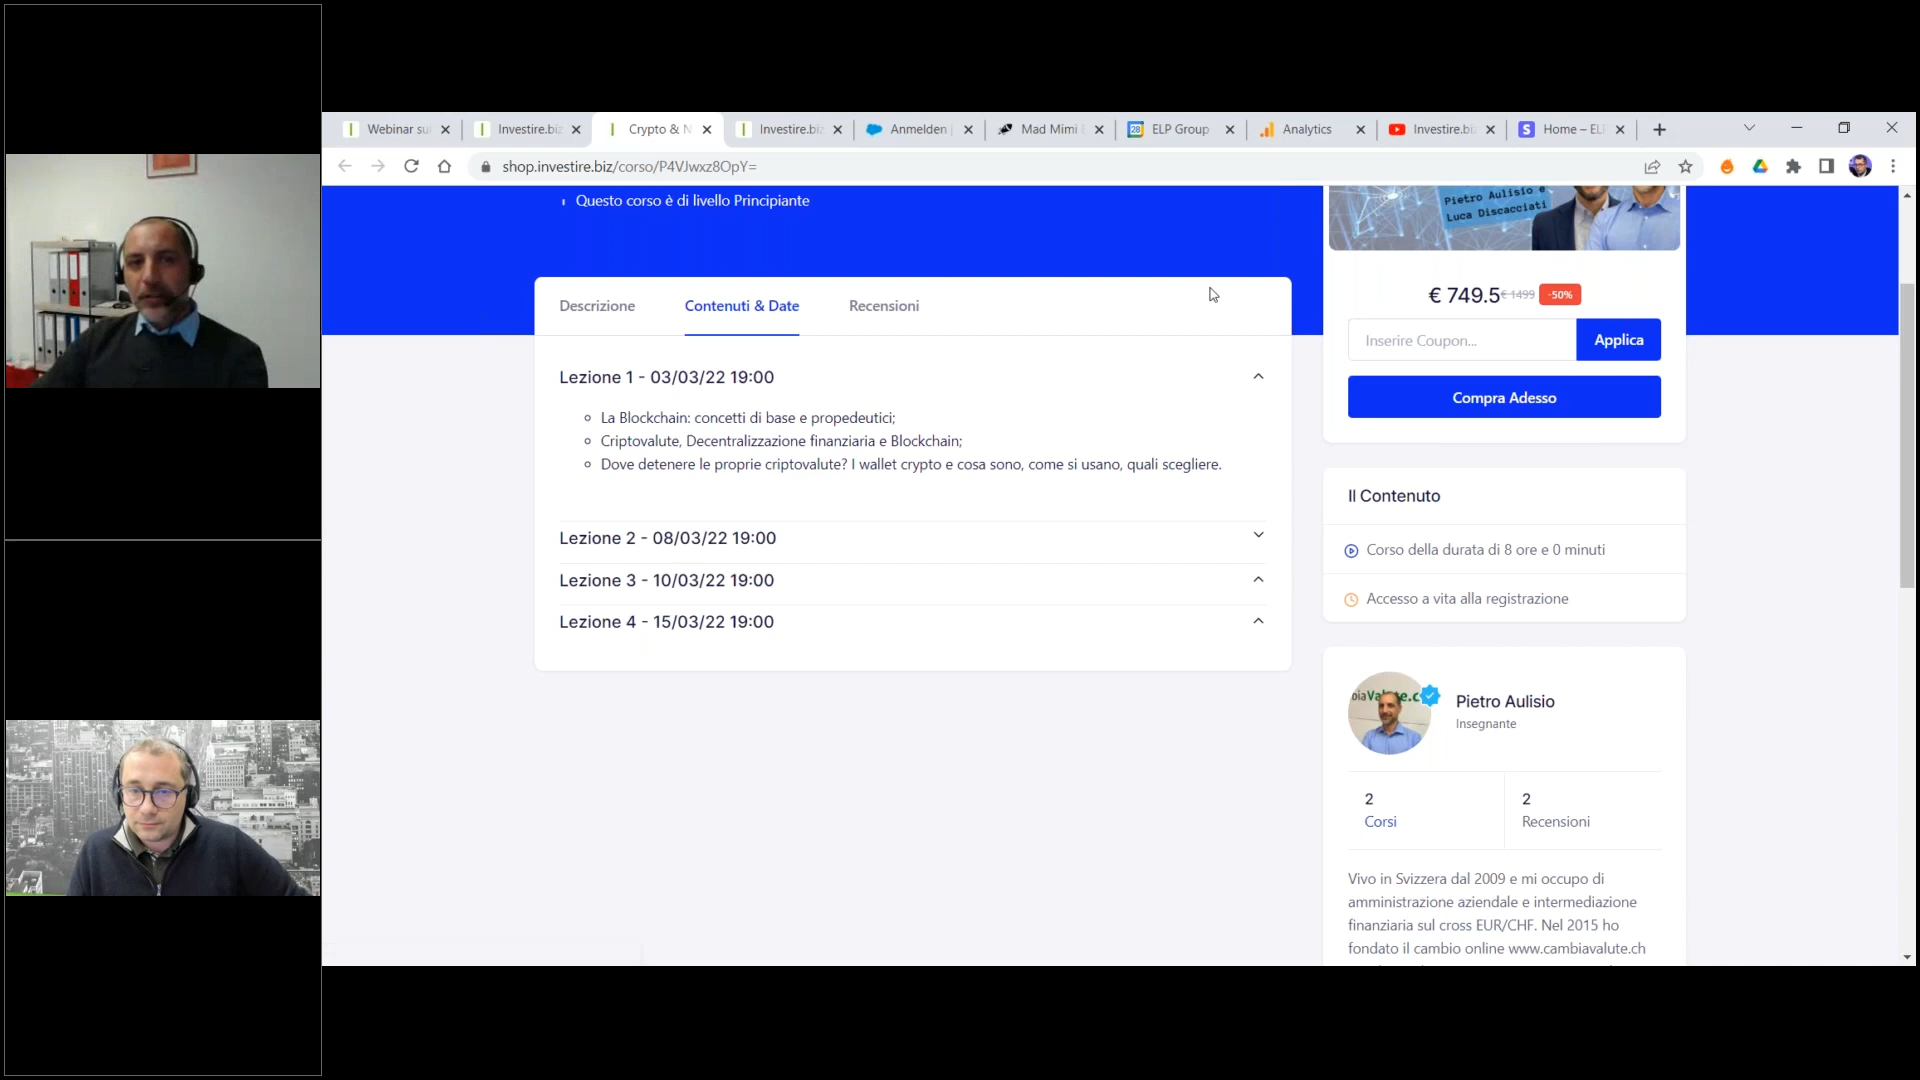 Webinar su
Investire.biz
Crypto & N
Investire.biz
Anmelden
Mad Mimi
28
ELP Group
Analytics
Investire.bi
S
Home – EL
shop.investire.biz/corso/P4VJwxz8OpY=
Questo corso è di livello Principiante
Pietro Aulisio e
Luca Discacciati
Descrizione
Contenuti & Date
Recensioni
€ 749.5 € 1499 -50%
Inserire Coupon...
Applica
Compra Adesso
Lezione 1 - 03/03/22 19:00
La Blockchain: concetti di base e propedeutici;
Criptovalute, Decentralizzazione finanziaria e Blockchain;
Dove detenere le proprie criptovalute? I wallet crypto e cosa sono, come si usano, quali scegliere.
Lezione 2 - 08/03/22 19:00
Lezione 3 - 10/03/22 19:00
Lezione 4 - 15/03/22 19:00
Il Contenuto
Corso della durata di 8 ore e 0 minuti
Accesso a vita alla registrazione
Pietro Aulisio
Insegnante
2
Corsi
2
Recensioni
Vivo in Svizzera dal 2009 e mi occupo di
amministrazione aziendale e intermediazione
finanziaria sul cross EUR/CHF. Nel 2015 ho
fondato il cambio online www.cambiavalute.ch